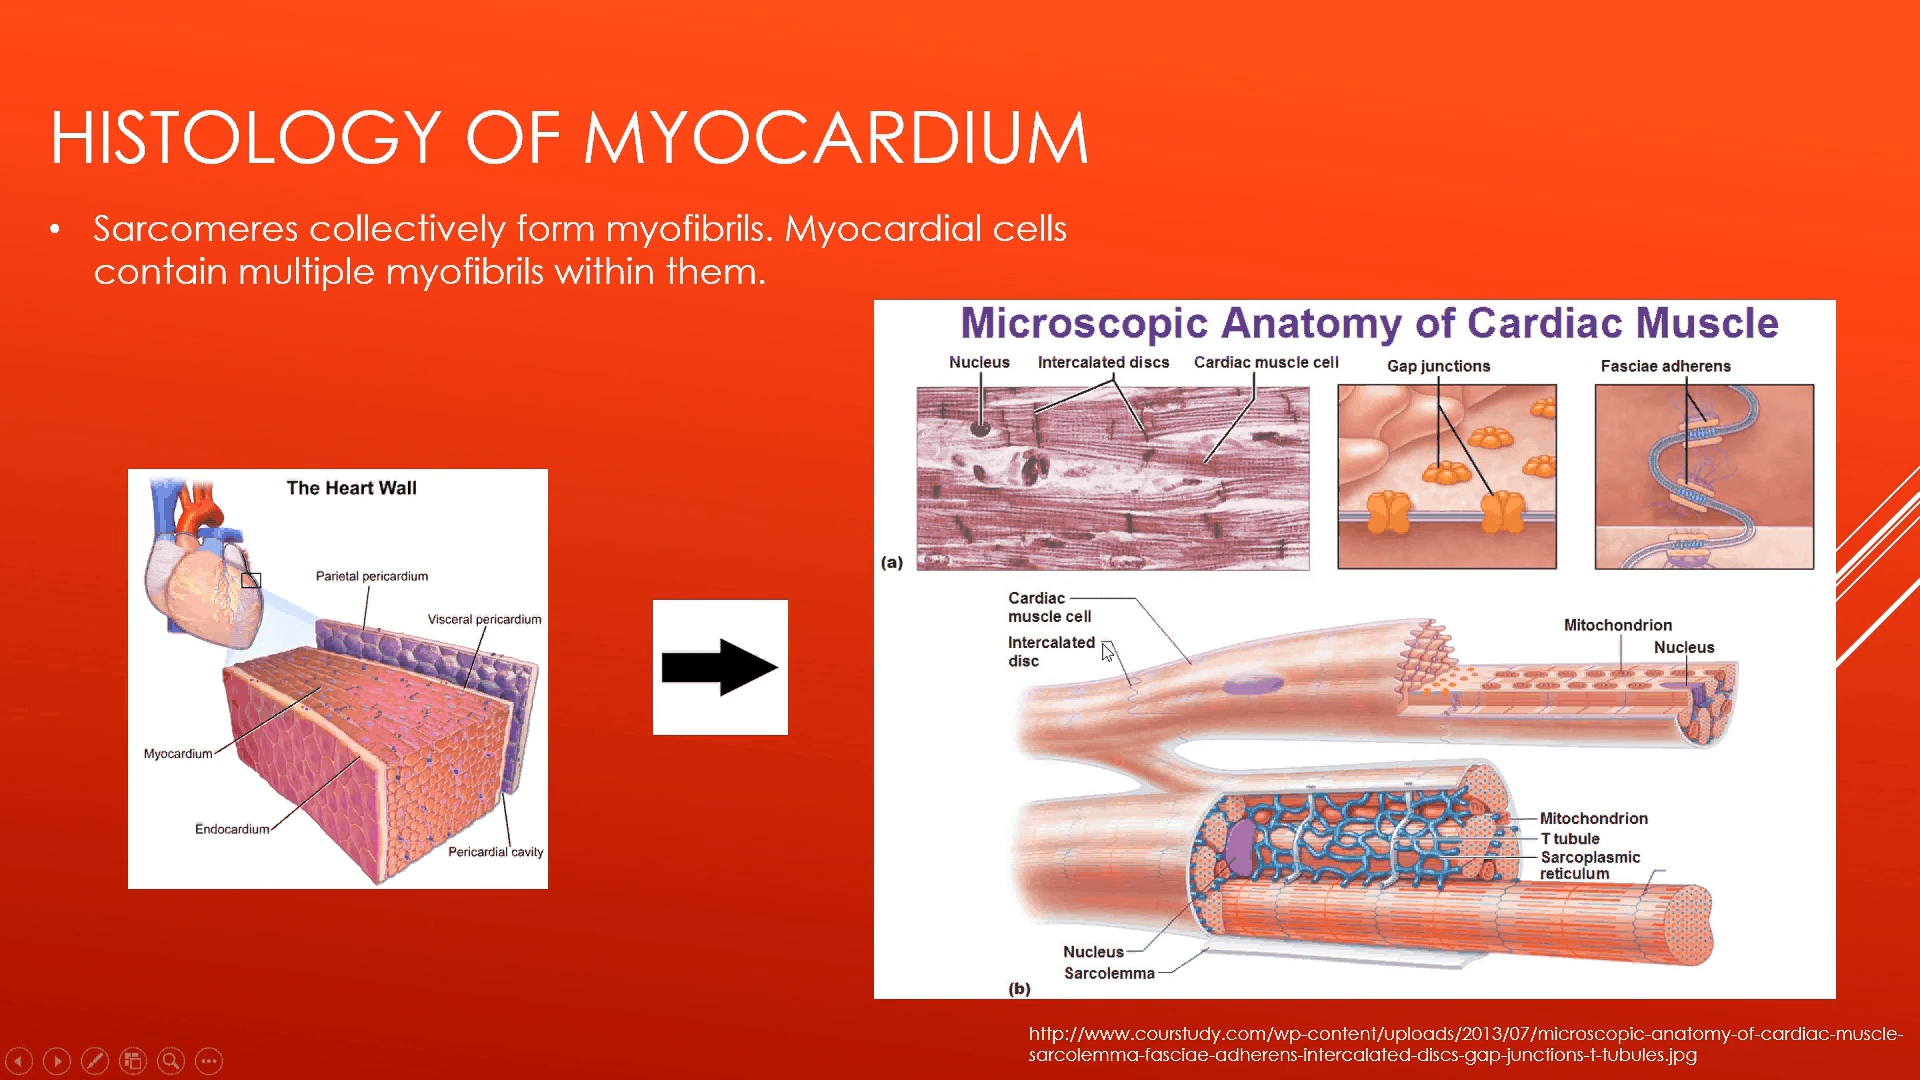 HISTOLOGY OF MYOCARDIUM
• Sarcomeres collectively form myofibrils. Myocardial cells
contain multiple myofibrils within them.
The Heart Wall
Parietal pericardium
Visceral pericardium
Myocardium
Endocardium
Pericardial cavity
Microscopic Anatomy of Cardiac Muscle
Nucleus Intercalated discs Cardiac muscle cell Gap junctions Fasciae adherens
(a)
Cardiac
muscle cell
Intercalated
disc
Mitochondrion
Nucleus
Mitochondrion
T tubule
Sarcoplasmic
reticulum
Nucleus
Sarcolemma
(b)
http://www.courstudy.com/wp-content/uploads/2013/07/microscopic-anatomy-of-cardiac-muscle-
sarcolemma-fasciae-adherens-intercalated-discs-gap-junctions-t-tubules.jpg